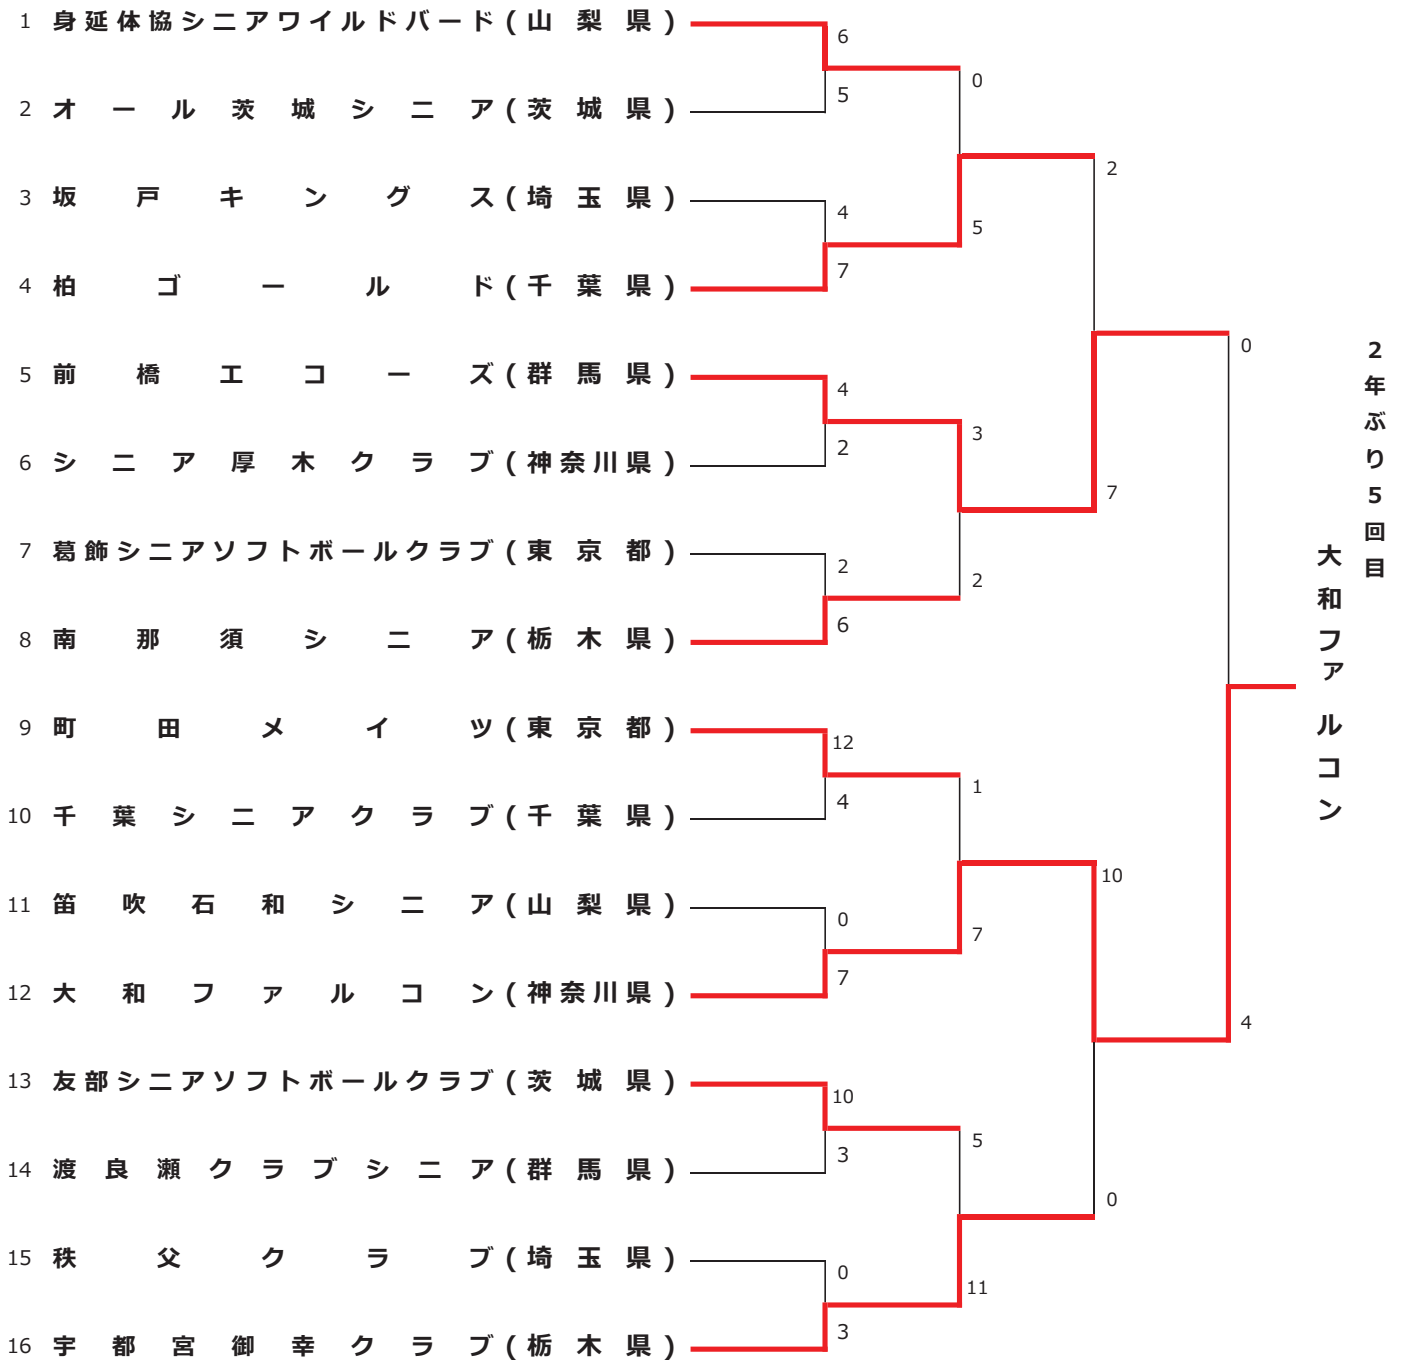 1 身延体協シニアワイルドバード(山梨県)
6
0
5
2 オール茨城シニア(茨城県)
2
3 坂戸キングス(埼玉県)
4
5
7
4 柏ゴールド(千葉県)
0
5 前橋エコーズ(群馬県)
4
3
2
6 シニア厚木クラブ(神奈川県)
7
7 葛飾シニアソフトボールクラブ(東京都)
2
2
6
8 南那須シニア(栃木県)
9 町田メイツ(東京都)
12
1
4
10 千葉シニアクラブ(千葉県)
10
11 笛吹石和シニア(山梨県)
0
7
7
12 大和ファルコン(神奈川県)
4
13 友部シニアソフトボールクラブ(茨城県)
10
5
3
14 渡良瀬クラブシニア(群馬県)
0
15 秩父クラブ(埼玉県)
0
11
3
16 宇都宮御幸クラブ(栃木県)
2年ぶり5回目
大和ファルコン